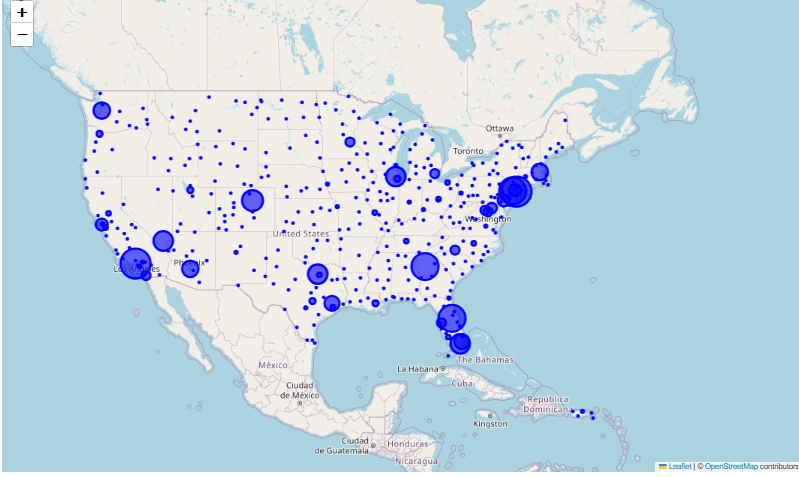 +
−
Ottawa
Toronto
Washington
United States
Los Angeles
Phoenix
The Bahamas
La Habana
México
Cuba
Ciudad
de México
República
Dominicana
Kingston
Ciudad
de Guatemala
Honduras
Nicaragua
Leaflet | © OpenStreetMap contributors